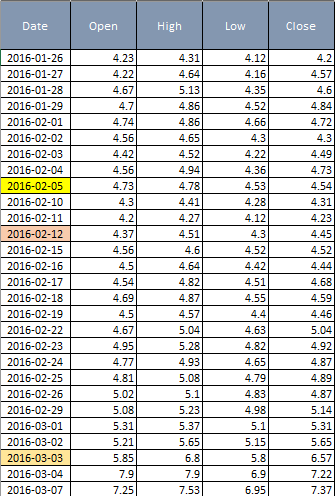 Date Open High Low Close
2016-01-26 4.23 4.31 4.12 4.2
2016-01-27 4.22 4.64 4.16 4.57
2016-01-28 4.67 5.13 4.35 4.6
2016-01-29 4.7 4.86 4.52 4.84
2016-02-01 4.74 4.86 4.66 4.72
2016-02-02 4.56 4.65 4.3 4.3
2016-02-03 4.42 4.52 4.22 4.49
2016-02-04 4.56 4.94 4.36 4.73
2016-02-05 4.73 4.78 4.53 4.54
2016-02-10 4.3 4.41 4.28 4.31
2016-02-11 4.2 4.27 4.12 4.23
2016-02-12 4.37 4.51 4.3 4.45
2016-02-15 4.56 4.6 4.52 4.52
2016-02-16 4.5 4.64 4.42 4.44
2016-02-17 4.54 4.82 4.51 4.68
2016-02-18 4.69 4.87 4.55 4.59
2016-02-19 4.5 4.57 4.4 4.46
2016-02-22 4.67 5.04 4.63 5.04
2016-02-23 4.95 5.28 4.82 4.92
2016-02-24 4.77 4.93 4.65 4.87
2016-02-25 4.81 5.08 4.79 4.89
2016-02-26 5.02 5.1 4.83 4.87
2016-02-29 5.08 5.23 4.98 5.14
2016-03-01 5.31 5.37 5.1 5.31
2016-03-02 5.21 5.65 5.15 5.65
2016-03-03 5.85 6.8 5.8 6.57
2016-03-04 7.9 7.9 6.9 7.22
2016-03-07 7.25 7.53 6.95 7.37